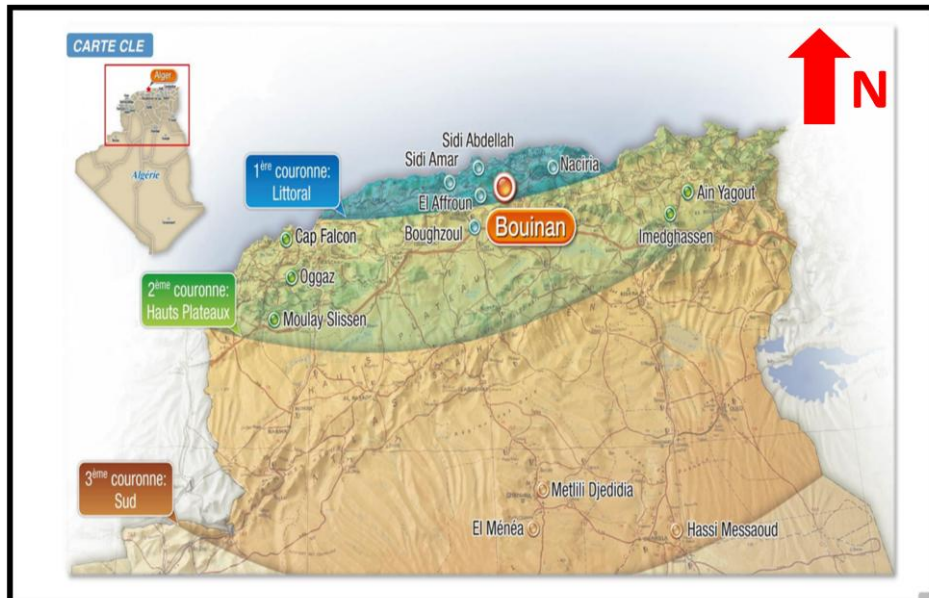 CARTE CLE
N
Alger
Algérie
Sidi Abdellah
Sidi Amar
Naciria
1ère couronne:
Littoral
El Affroun
Ain Yagout
Boughzoul
Bouinan
Imedghassen
Cap Falcon
2ème couronne:
Hauts Plateaux
Oggaz
Moulay Slissen
3ème couronne:
Sud
Metlili Djedidia
El Ménéa
Hassi Messaoud